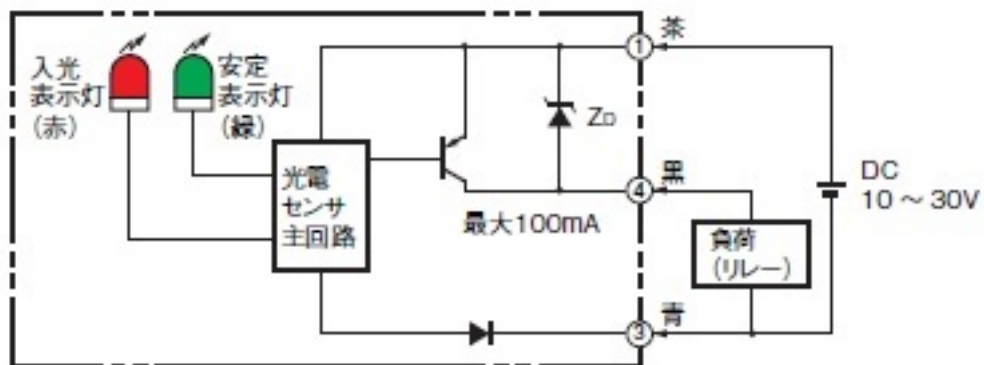 入光
表示灯
(赤)
安定
表示灯
(緑)
光電
センサ
主回路
ZD
最大100mA
① 茶
④ 黒
③ 青
負荷
(リレー)
DC
10 ～ 30V